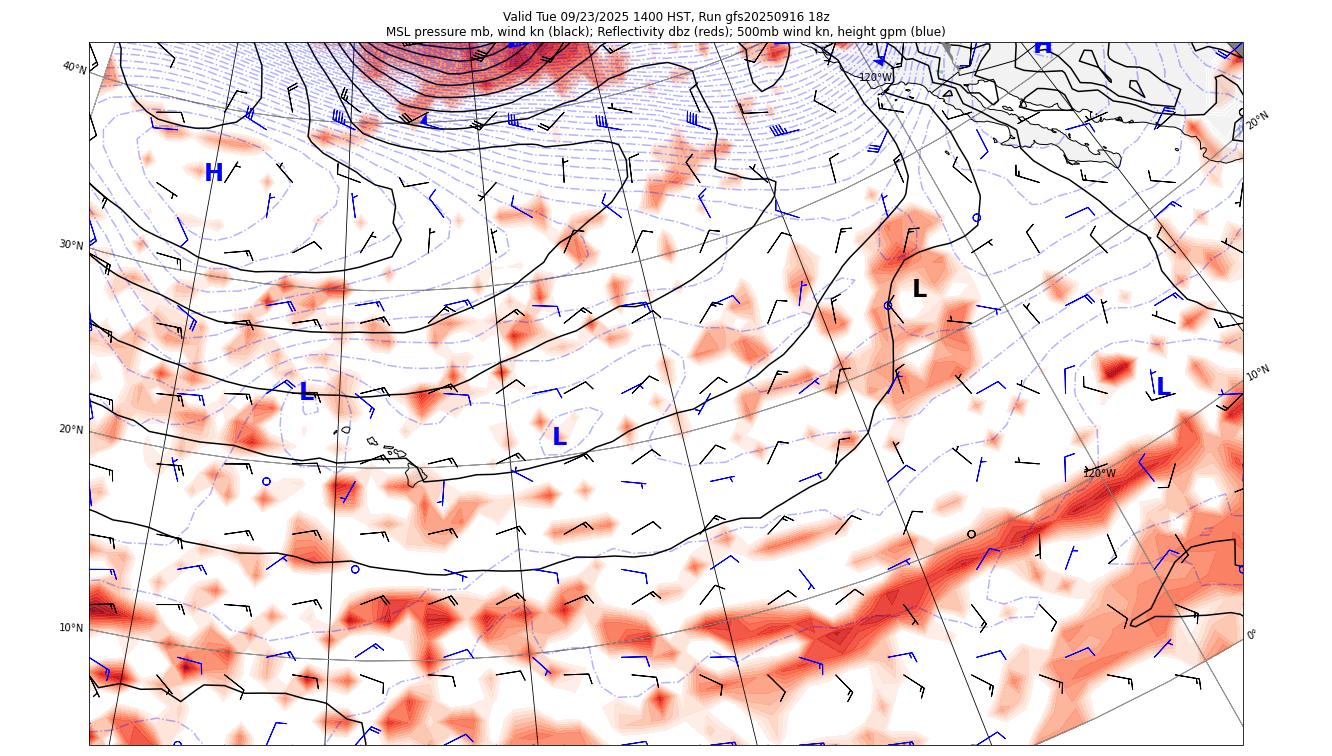 Valid Tue 09/23/2025 1400 HST, Run gfs20250916 18z
MSL pressure mb, wind kn (black); Reflectivity dbz (reds); 500mb wind kn, height gpm (blue)
H
40°N
120°W
20°N
H
30°N
L
10°N
L
L
20°N
L
120°W
10°N
0°